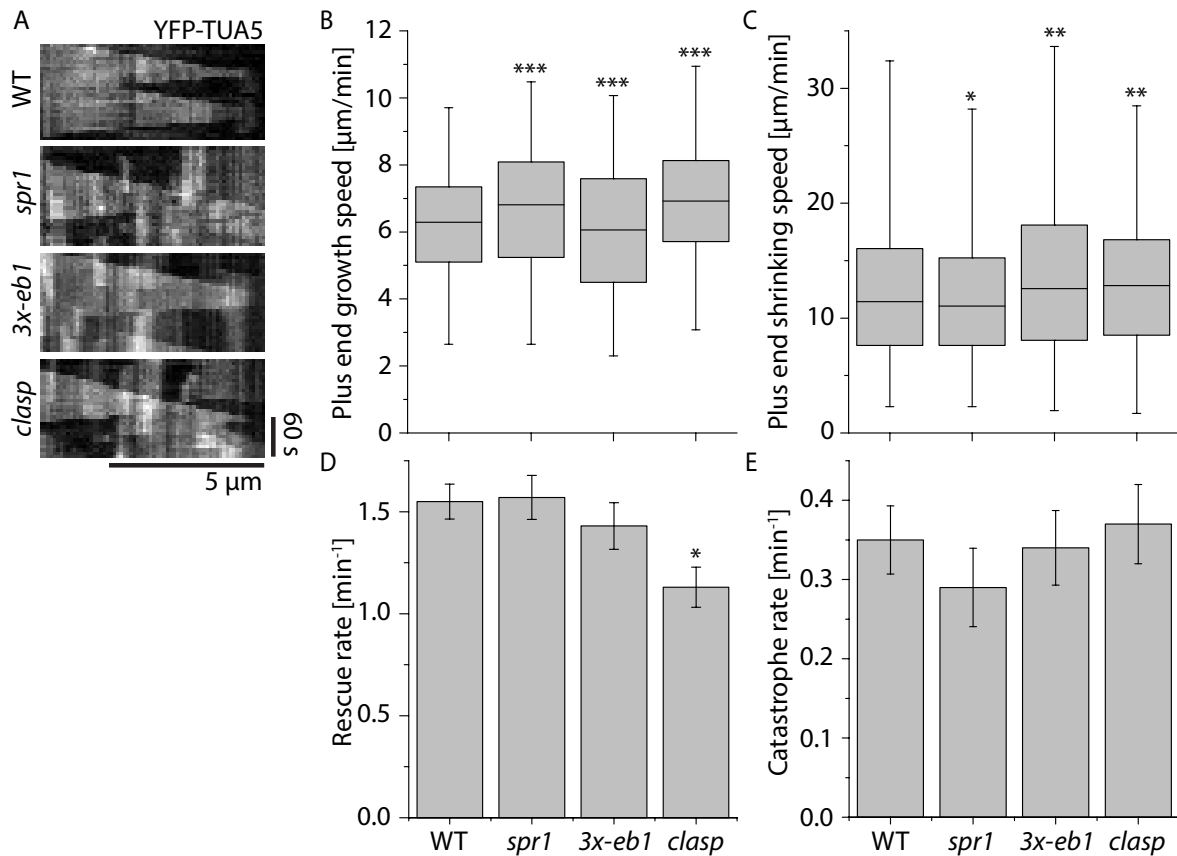 A
YFP-TUA5
WT
spr1
3x-eb1
clasp
60 s
5 µm
B
Plus end growth speed [µm/min]
12
10
8
6
4
2
0
***
***
***
C
Plus end shrinking speed [µm/min]
30
20
10
0
*
**
**
D
Rescue rate [min⁻¹]
1.5
1.0
0.5
0.0
*
WT
spr1
3x-eb1
clasp
E
Catastrophe rate [min⁻¹]
0.4
0.3
0.2
0.1
0.0
WT
spr1
3x-eb1
clasp